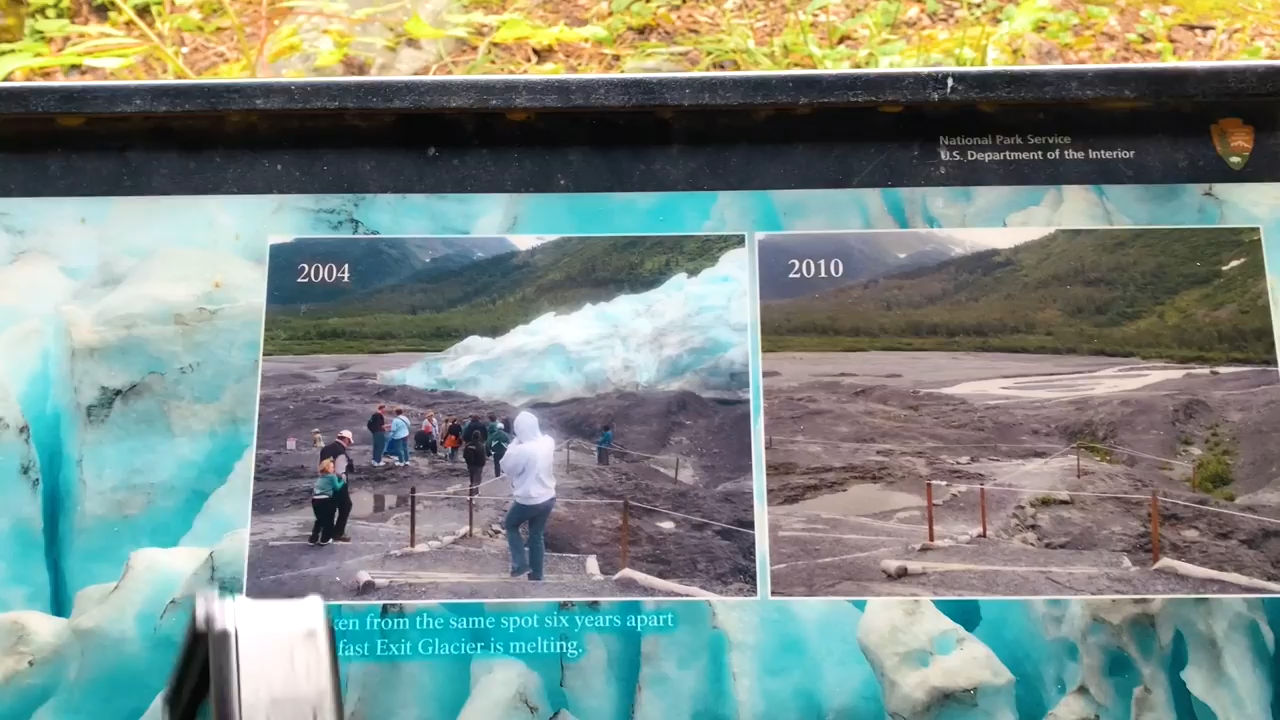 National Park Service
U.S. Department of the Interior
2004
2010
from the same spot six years apart
fast Exit Glacier is melting.